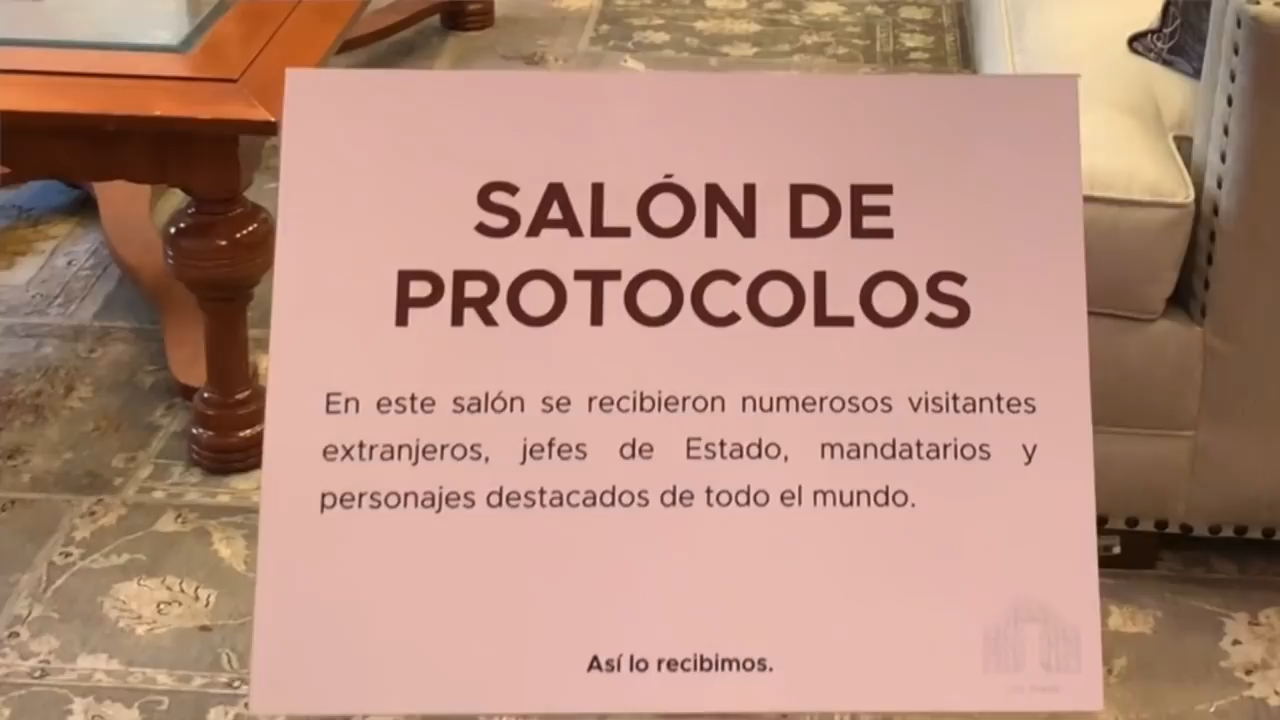 SALÓN DE
PROTOCOLOS
En este salón se recibieron numerosos visitantes
extranjeros, jefes de Estado, mandatarios y
personajes destacados de todo el mundo.
Así lo recibimos.